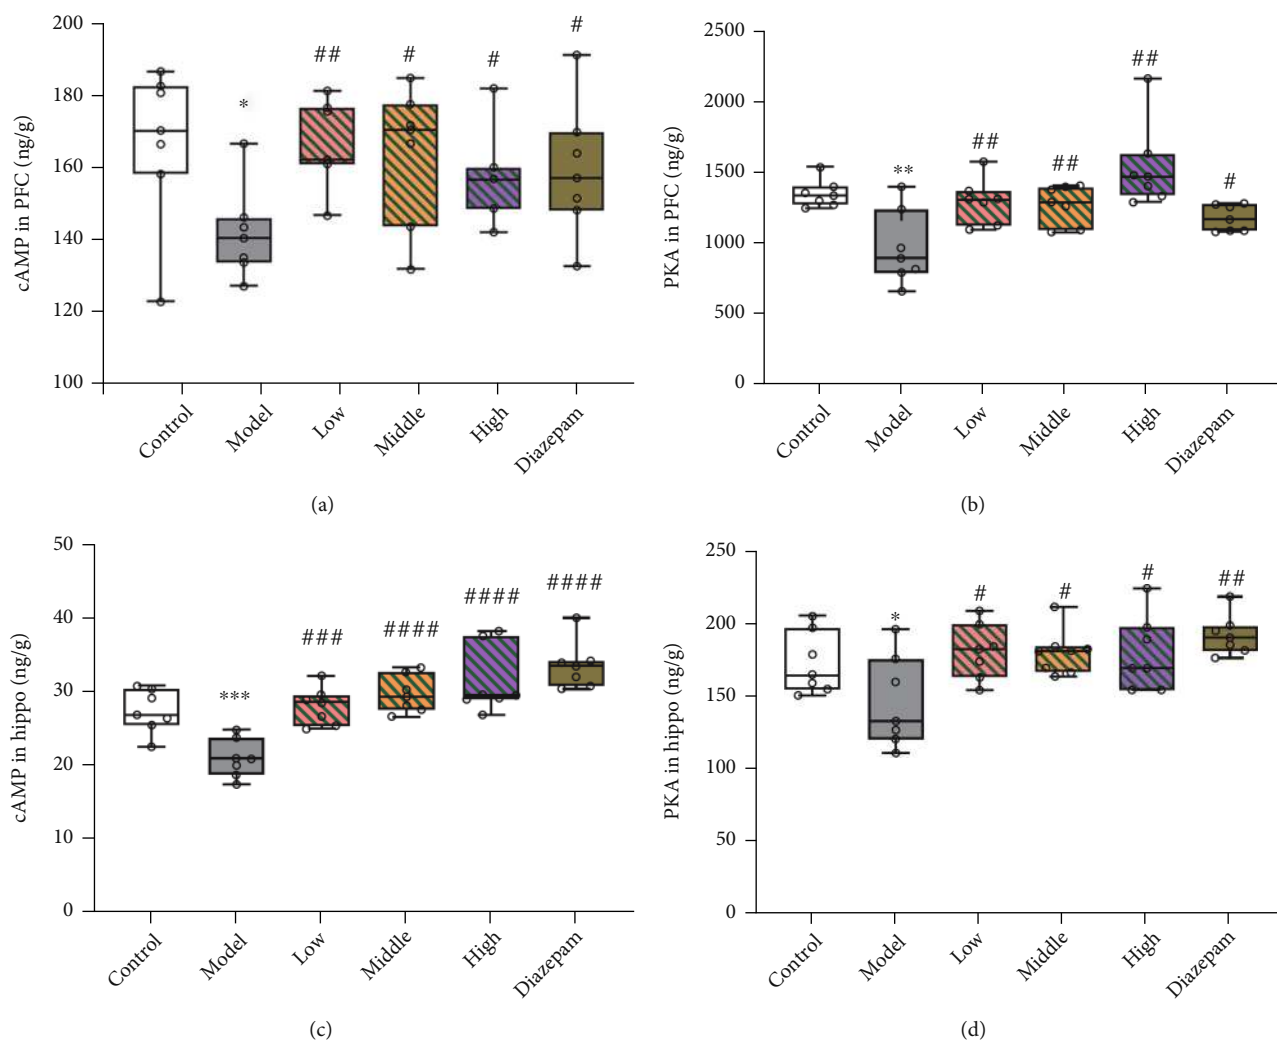 200
180
160
140
120
100
cAMP in PFC (ng/g)
*
##
#
#
#
Control
Model
Low
Middle
High
Diazepam
(a)
2500
2000
1500
1000
500
0
PKA in PFC (ng/g)
**
##
##
##
#
Control
Model
Low
Middle
High
Diazepam
(b)
50
40
30
20
10
0
cAMP in hippo (ng/g)
***
###
####
####
####
Control
Model
Low
Middle
High
Diazepam
(c)
250
200
150
100
50
0
PKA in hippo (ng/g)
*
#
#
#
##
Control
Model
Low
Middle
High
Diazepam
(d)